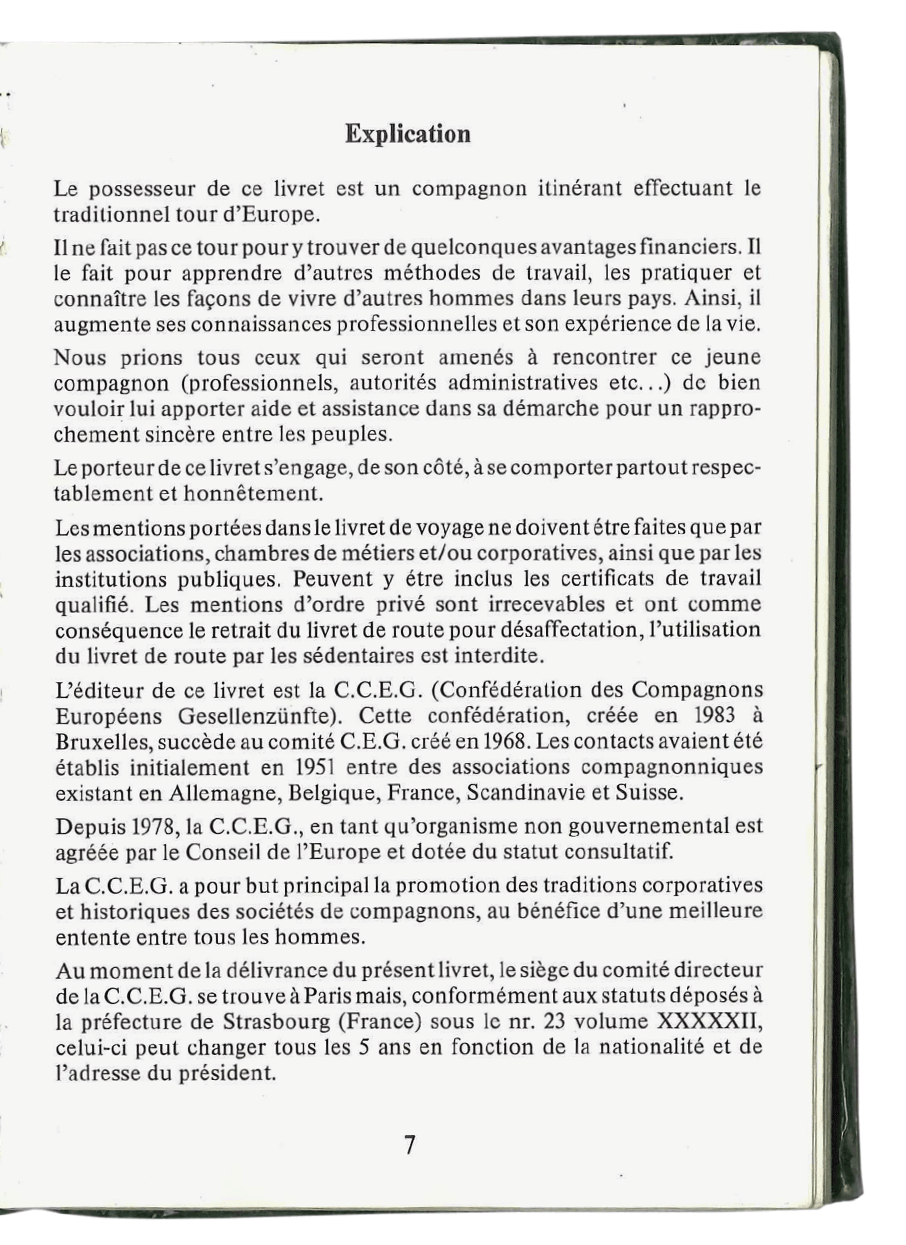 Explication
Le possesseur de ce livret est un compagnon itinérant effectuant le
traditionnel tour d'Europe.
Il ne fait pas ce tour pour y trouver de quelconques avantages financiers. Il
le fait pour apprendre d'autres méthodes de travail, les pratiquer et
connaître les façons de vivre d'autres hommes dans leurs pays. Ainsi, il
augmente ses connaissances professionnelles et son expérience de la vie.
Nous prions tous ceux qui seront amenés à rencontrer ce jeune
compagnon (professionnels, autorités administratives etc...) de bien
vouloir lui apporter aide et assistance dans sa démarche pour un rappro-
chement sincère entre les peuples.
Le porteur de ce livret s'engage, de son côté, à se comporter partout respec-
tablement et honnêtement.
Les mentions portées dans le livret de voyage ne doivent étre faites que par
les associations, chambres de métiers et/ou corporatives, ainsi que par les
institutions publiques. Peuvent y étre inclus les certificats de travail
qualifié. Les mentions d'ordre privé sont irrecevables et ont comme
conséquence le retrait du livret de route pour désaffectation, l'utilisation
du livret de route par les sédentaires est interdite.
L'éditeur de ce livret est la C.C.E.G. (Confédération des Compagnons
Européens Gesellenzünfte). Cette confédération, créée en 1983 à
Bruxelles, succède au comité C.E.G. créé en 1968. Les contacts avaient été
établis initialement en 1951 entre des associations compagnonniques
existant en Allemagne, Belgique, France, Scandinavie et Suisse.
Depuis 1978, la C.C.E.G., en tant qu'organisme non gouvernemental est
agréée par le Conseil de l'Europe et dotée du statut consultatif.
La C.C.E.G. a pour but principal la promotion des traditions corporatives
et historiques des sociétés de compagnons, au bénéfice d'une meilleure
entente entre tous les hommes.
Au moment de la délivrance du présent livret, le siège du comité directeur
de la C.C.E.G. se trouve à Paris mais, conformément aux statuts déposés à
la préfecture de Strasbourg (France) sous le nr. 23 volume XXXXXII,
celui-ci peut changer tous les 5 ans en fonction de la nationalité et de
l'adresse du président.
7